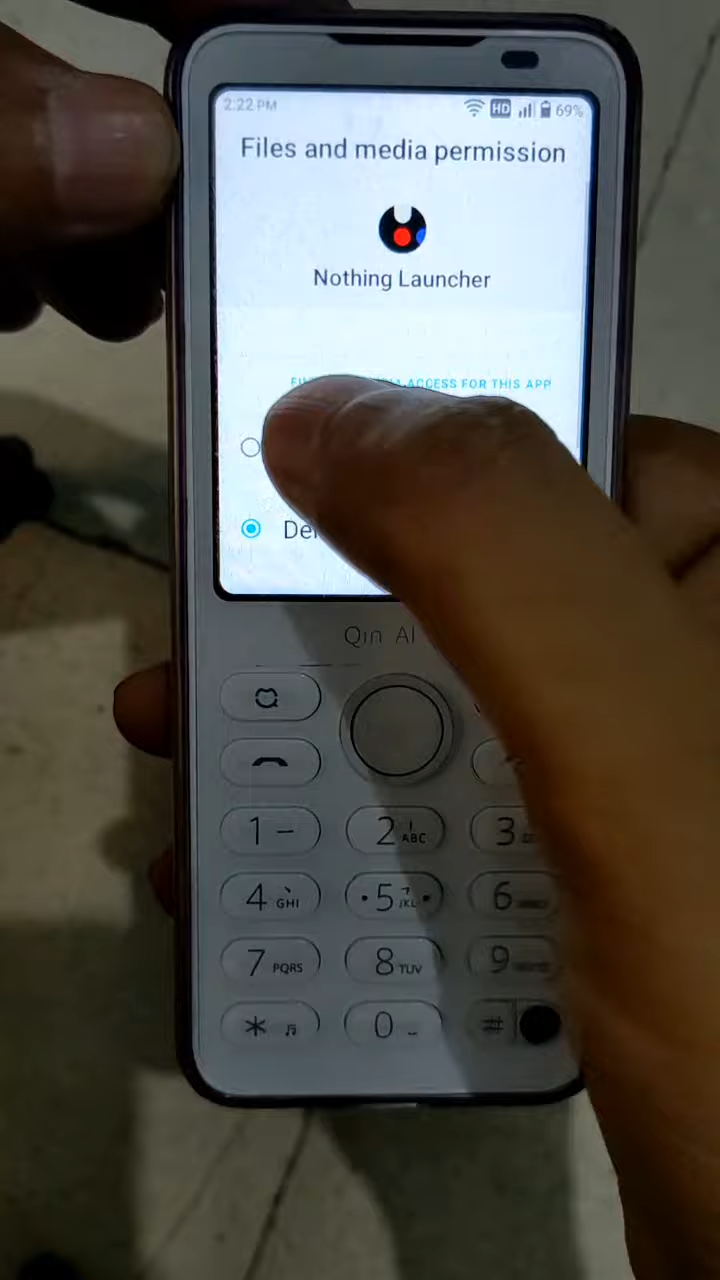 2:22 PM HD 69%
Files and media permission
Nothing Launcher
ACCESS FOR THIS APP
Qin AI
1 2 ABC 3
4 GHI 5 JKL 6
7 PQRS 8 TUV 9
* 0 #